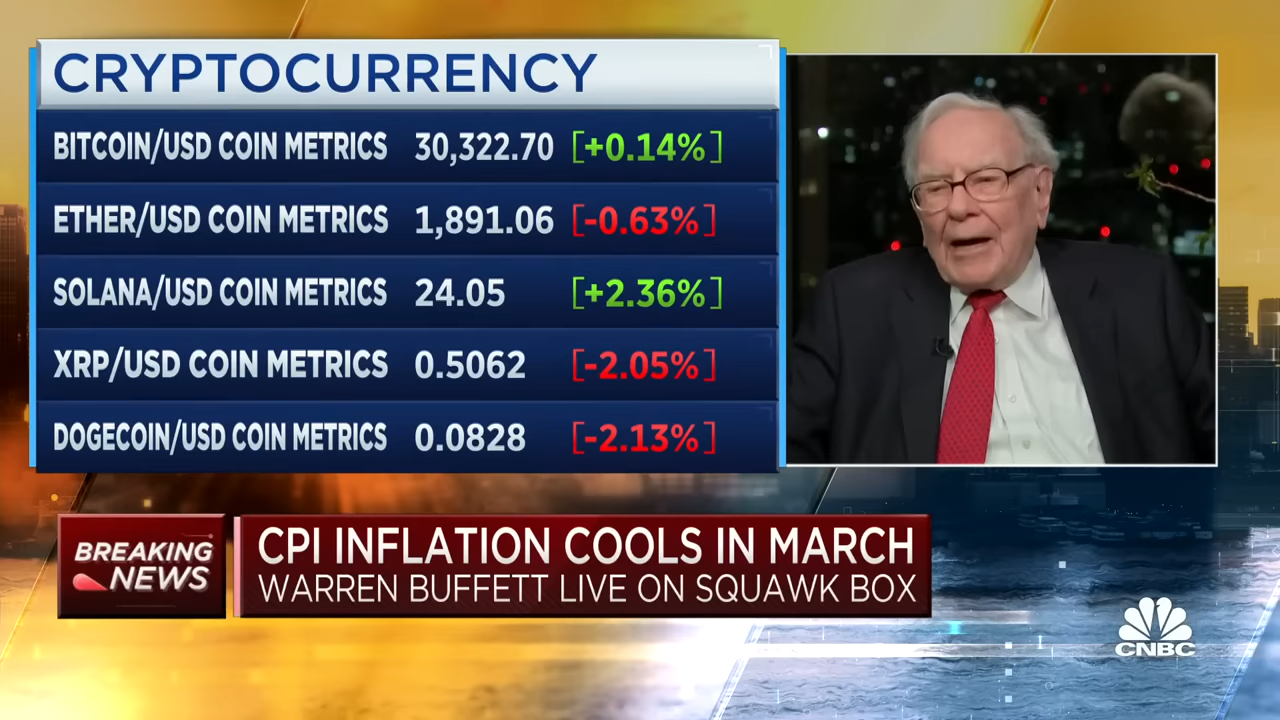 CRYPTOCURRENCY
BITCOIN/USD COIN METRICS 30,322.70 [+0.14%]
ETHER/USD COIN METRICS 1,891.06 [-0.63%]
SOLANA/USD COIN METRICS 24.05 [+2.36%]
XRP/USD COIN METRICS 0.5062 [-2.05%]
DOGECOIN/USD COIN METRICS 0.0828 [-2.13%]
BREAKING
NEWS
CPI INFLATION COOLS IN MARCH
WARREN BUFFETT LIVE ON SQUAWK BOX
CNBC